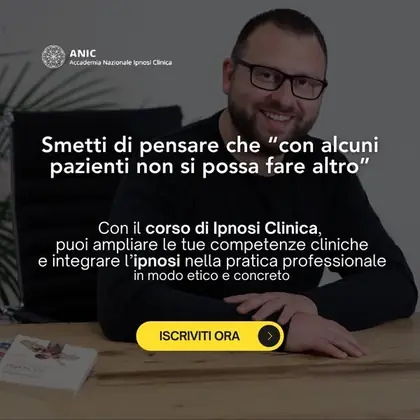 ANIC
Accademia Nazionale Ipnosi Clinica
Smetti di pensare che “con alcuni
pazienti non si possa fare altro”
Con il corso di Ipnosi Clinica,
puoi ampliare le tue competenze cliniche
e integrare l’ipnosi nella pratica professionale
in modo etico e concreto
ISCRIVITI ORA